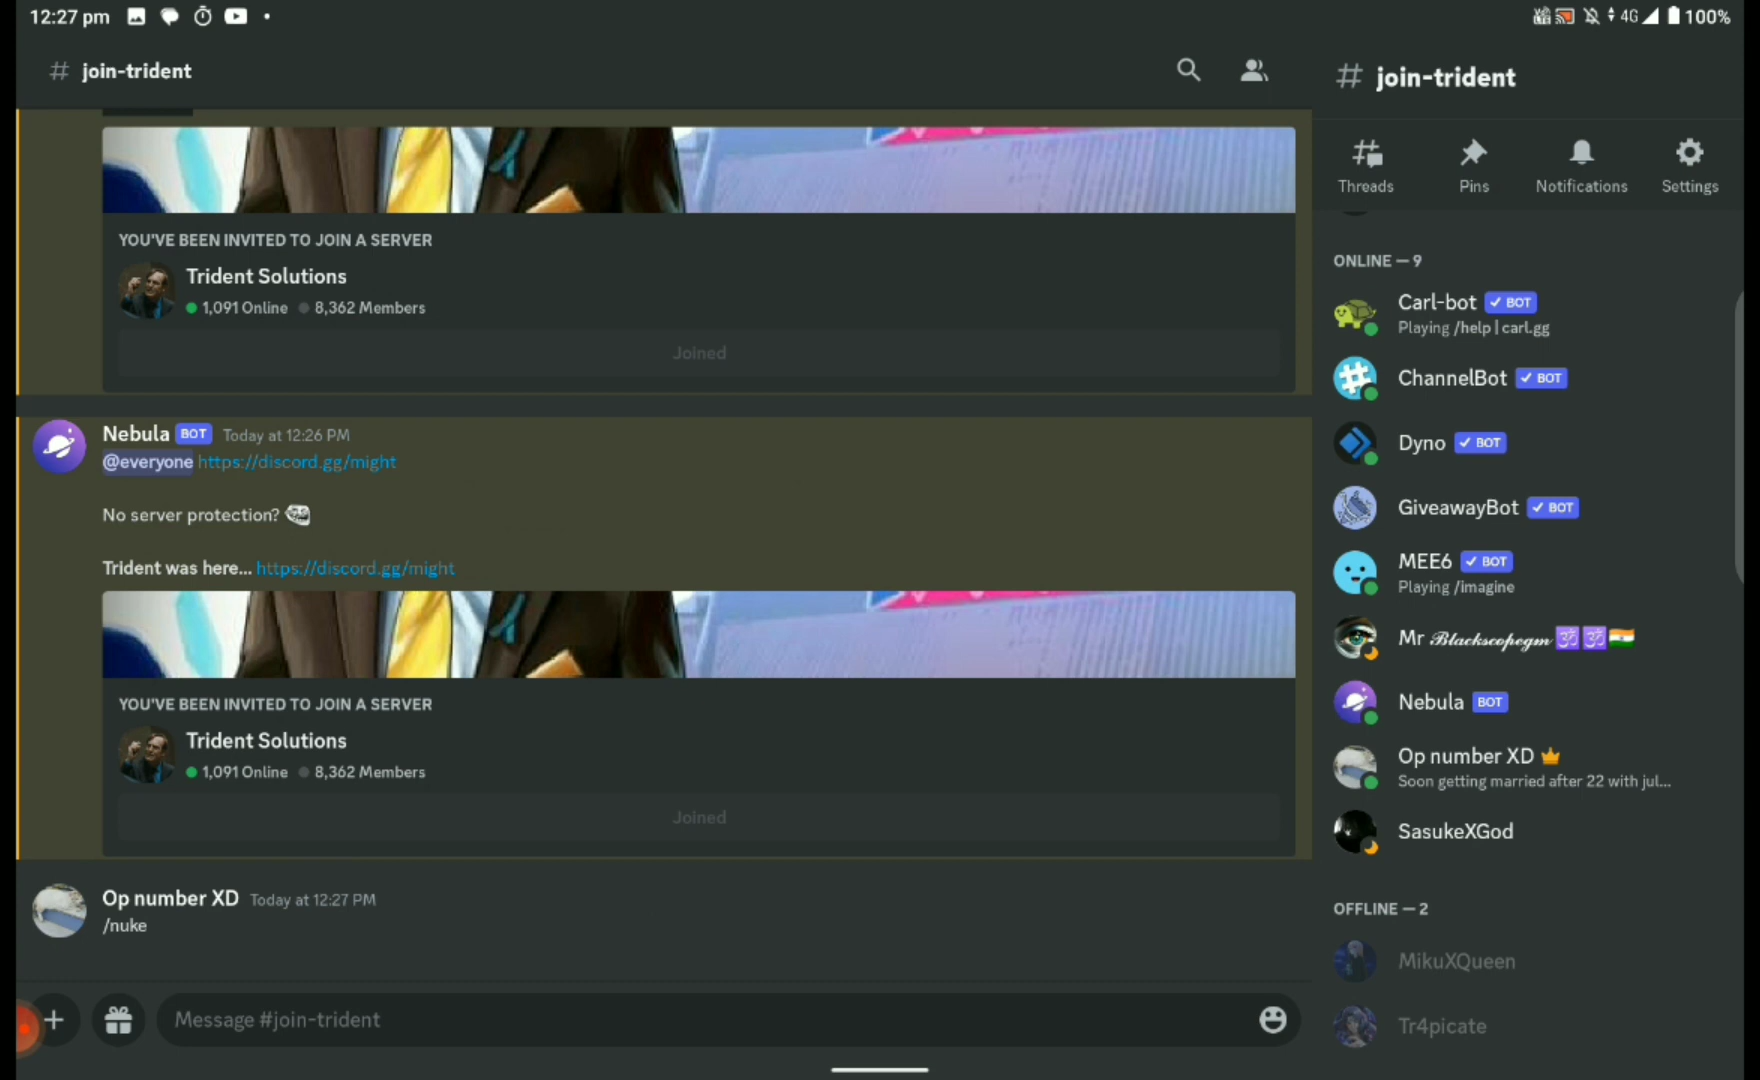 12:27 pm
4G 100%
# join-trident
YOU'VE BEEN INVITED TO JOIN A SERVER
Trident Solutions
1,091 Online 8,362 Members
Joined
Nebula BOT Today at 12:26 PM
@everyone https://discord.gg/might
No server protection?
Trident was here... https://discord.gg/might
YOU'VE BEEN INVITED TO JOIN A SERVER
Trident Solutions
1,091 Online 8,362 Members
Joined
Op number XD Today at 12:27 PM
/nuke
Message #join-trident
# join-trident
Threads Pins Notifications Settings
ONLINE — 9
Carl-bot ✓ BOT
Playing /help | carl.gg
ChannelBot ✓ BOT
Dyno ✓ BOT
GiveawayBot ✓ BOT
MEE6 ✓ BOT
Playing /imagine
Mr 𝓑𝓵𝓪𝓬𝓴𝓼𝓬𝓸𝓹𝓮𝓰𝓶 🕉️🕉️🇮🇳
Nebula BOT
Op number XD
Soon getting married after 22 with jul...
SasukeXGod
OFFLINE — 2
MikuXQueen
Tr4picate